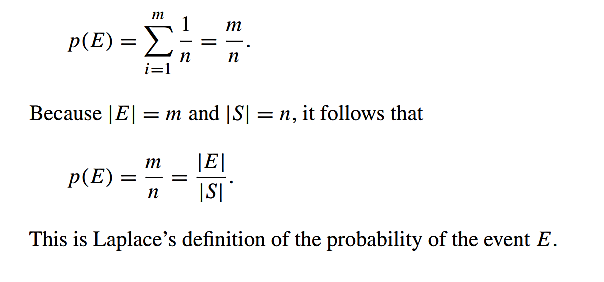 p(E) = \sum_{i=1}^{m} \frac{1}{n} = \frac{m}{n}.
Because |E| = m and |S| = n, it follows that
p(E) = \frac{m}{n} = \frac{|E|}{|S|}.
This is Laplace’s definition of the probability of the event E.